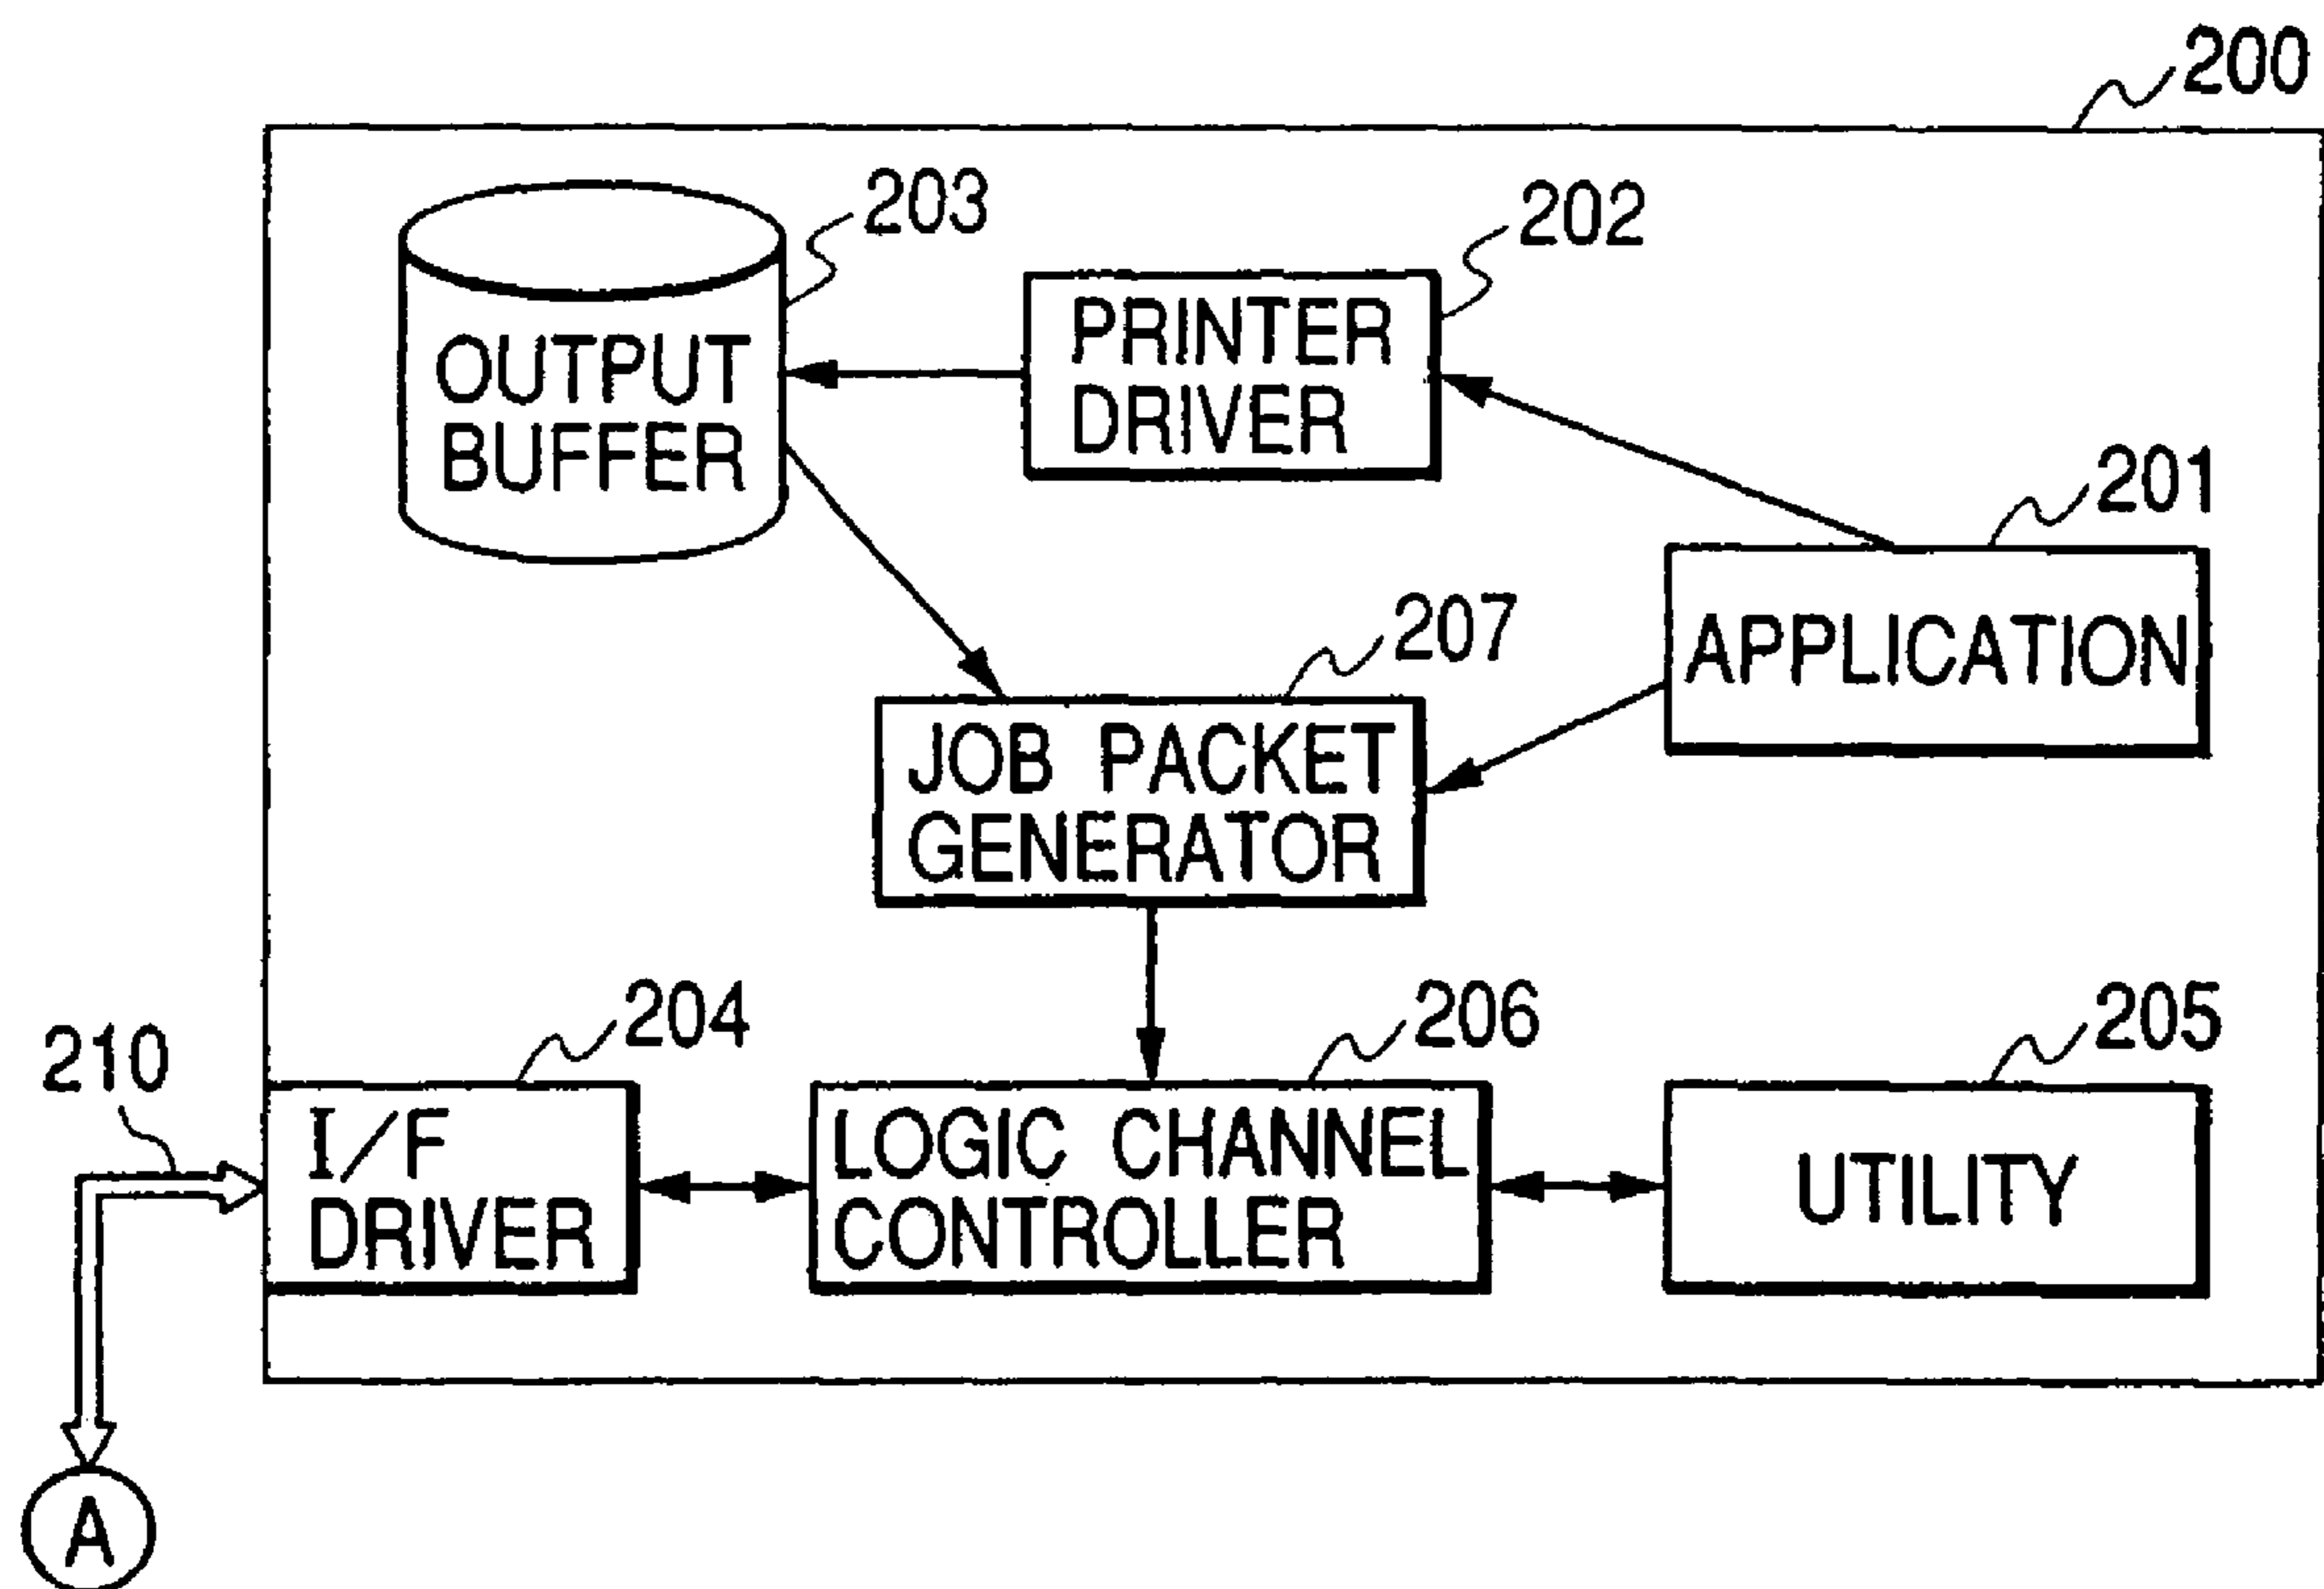 200
203
202
OUTPUT
BUFFER
PRINTER
DRIVER
201
APPLICATION
207
JOB PACKET
GENERATOR
210
204
206
205
I/F
DRIVER
LOGIC CHANNEL
CONTROLLER
UTILITY
A